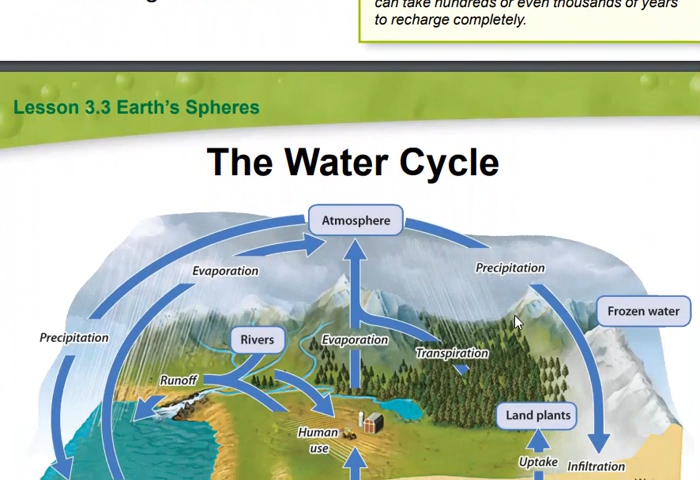 can take hundreds or even thousands of years
to recharge completely.
Lesson 3.3 Earth's Spheres
The Water Cycle
Atmosphere
Evaporation
Precipitation
Frozen water
Precipitation
Rivers
Evaporation
Transpiration
Runoff
Land plants
Human
use
Uptake
Infiltration